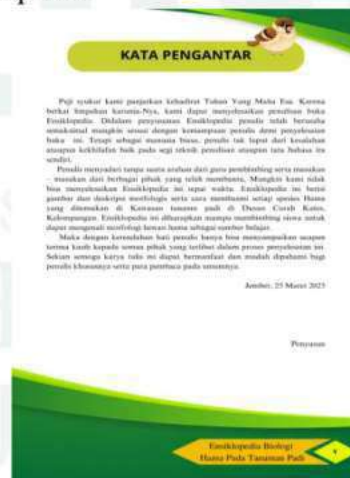 KATA PENGANTAR
Puji syukur kami panjatkan kehadirat Tuhan Yang Maha Esa. Karena
berkat limpahan karunia-Nya, kami dapat menyelesaikan penulisan buku
Ensiklopedia. Didalam penyusunan Ensiklopedia penulis telah berusaha
semaksimal mungkin sesuai dengan kemampuan penulis demi penyelesaian
buku ini. Tetapi sebagai manusia biasa, penulis tak luput dari kesalahan
ataupun kekhilafan baik pada segi teknik penulisan ataupun tata bahasa itu
sendiri.
Penulis menyadari tanpa suatu arahan dari guru pembimbing serta masukan
– masukan dari berbagai pihak yang telah membantu, Mungkin kami tidak
bisa menyelesaikan Ensiklopedia ini tepat waktu. Ensiklopedia ini berisi
gambar dan deskripsi morfologis serta cara membasmi setiap spesies Hama
yang ditemukan di Kawasan tanaman padi di Dusun Curah Kates,
Kelompangan. Ensiklopedia ini diharapkan mampu membimbing siswa untuk
dapat mengenali morfologi hewan hama sebagai sumber belajar.
Maka dengan kerendahan hati penulis hanya bisa menyampaikan ucapan
terima kasih kepada semua pihak yang terlibat dalam proses penyelesaian ini.
Sekian semoga karya tulis ini dapat bermanfaat dan mudah dipahami bagi
penulis khususnya serta para pembaca pada umumnya.
Jember, 25 Maret 2023
Penyusun
Ensiklopedia Biologi
Hama Pada Tanaman Padi